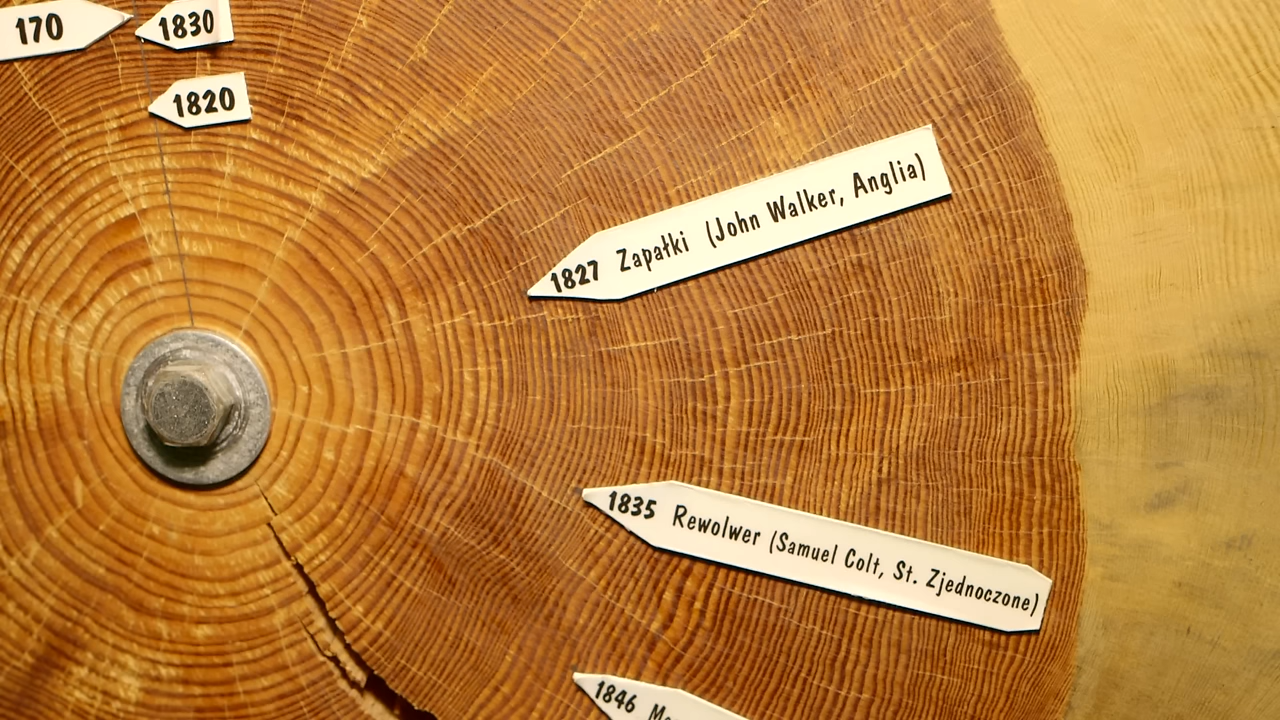 170
1830
1820
1827 Zapałki (John Walker, Anglia)
1835 Rewolwer (Samuel Colt, St. Zjednoczone)
1846